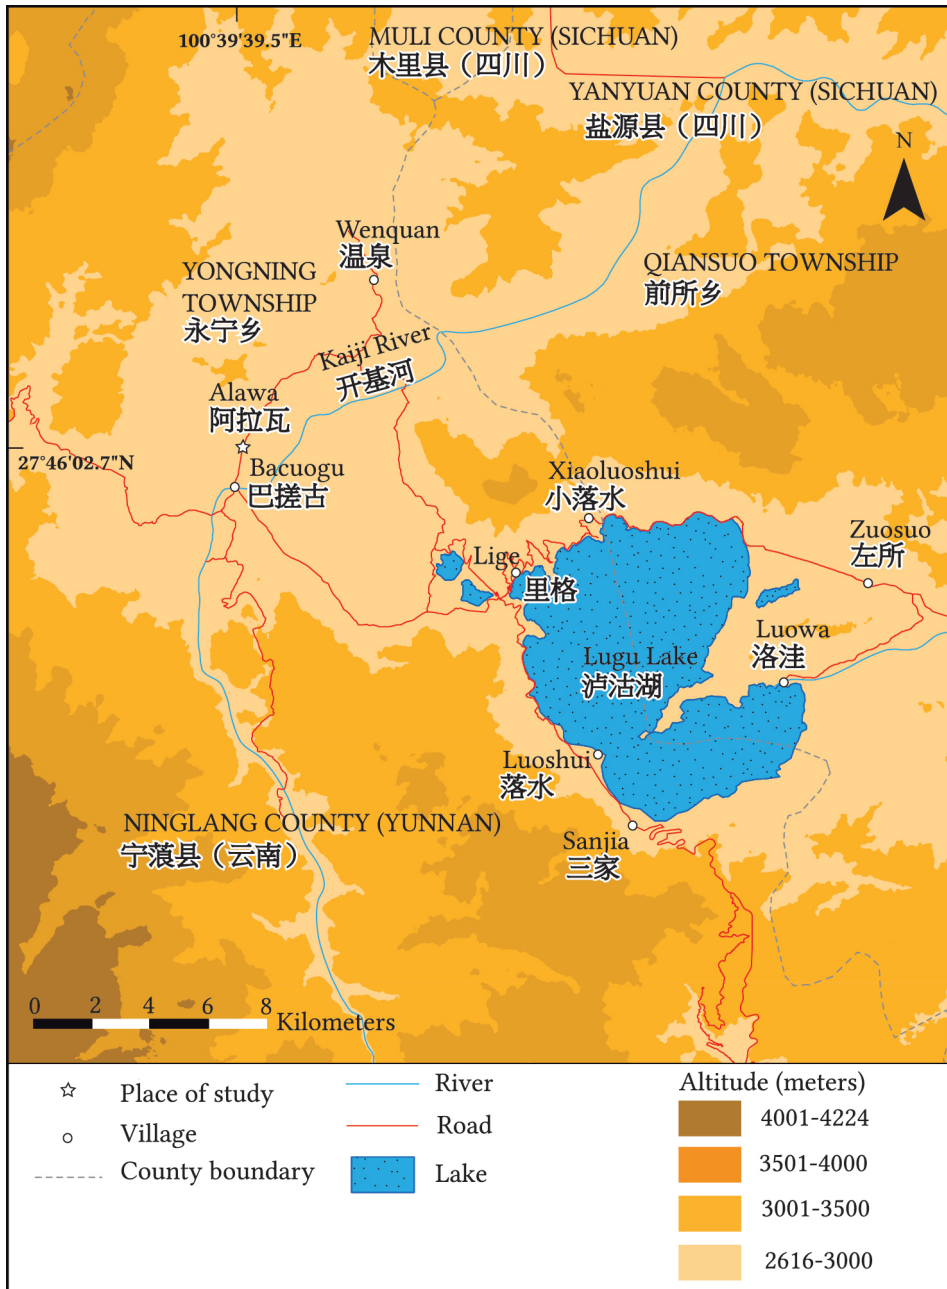 100°39'39.5"E
MULI COUNTY (SICHUAN)
木里县（四川）
YANYUAN COUNTY (SICHUAN)
盐源县（四川）
N
Wenquan
温泉
YONGNING
TOWNSHIP
永宁乡
QIANSUO TOWNSHIP
前所乡
Kaiji River
开基河
Alawa
阿拉瓦
27°46'02.7"N
Bacuogu
巴搓古
Xiaoluoshui
小落水
Zuosuo
左所
Lige
里格
Luowa
洛洼
Lugu Lake
泸沽湖
Luoshui
落水
NINGLANG COUNTY (YUNNAN)
宁蒗县（云南）
Sanjia
三家
0 2 4 6 8
Kilometers
Place of study
Village
County boundary
River
Road
Lake
Altitude (meters)
4001-4224
3501-4000
3001-3500
2616-3000